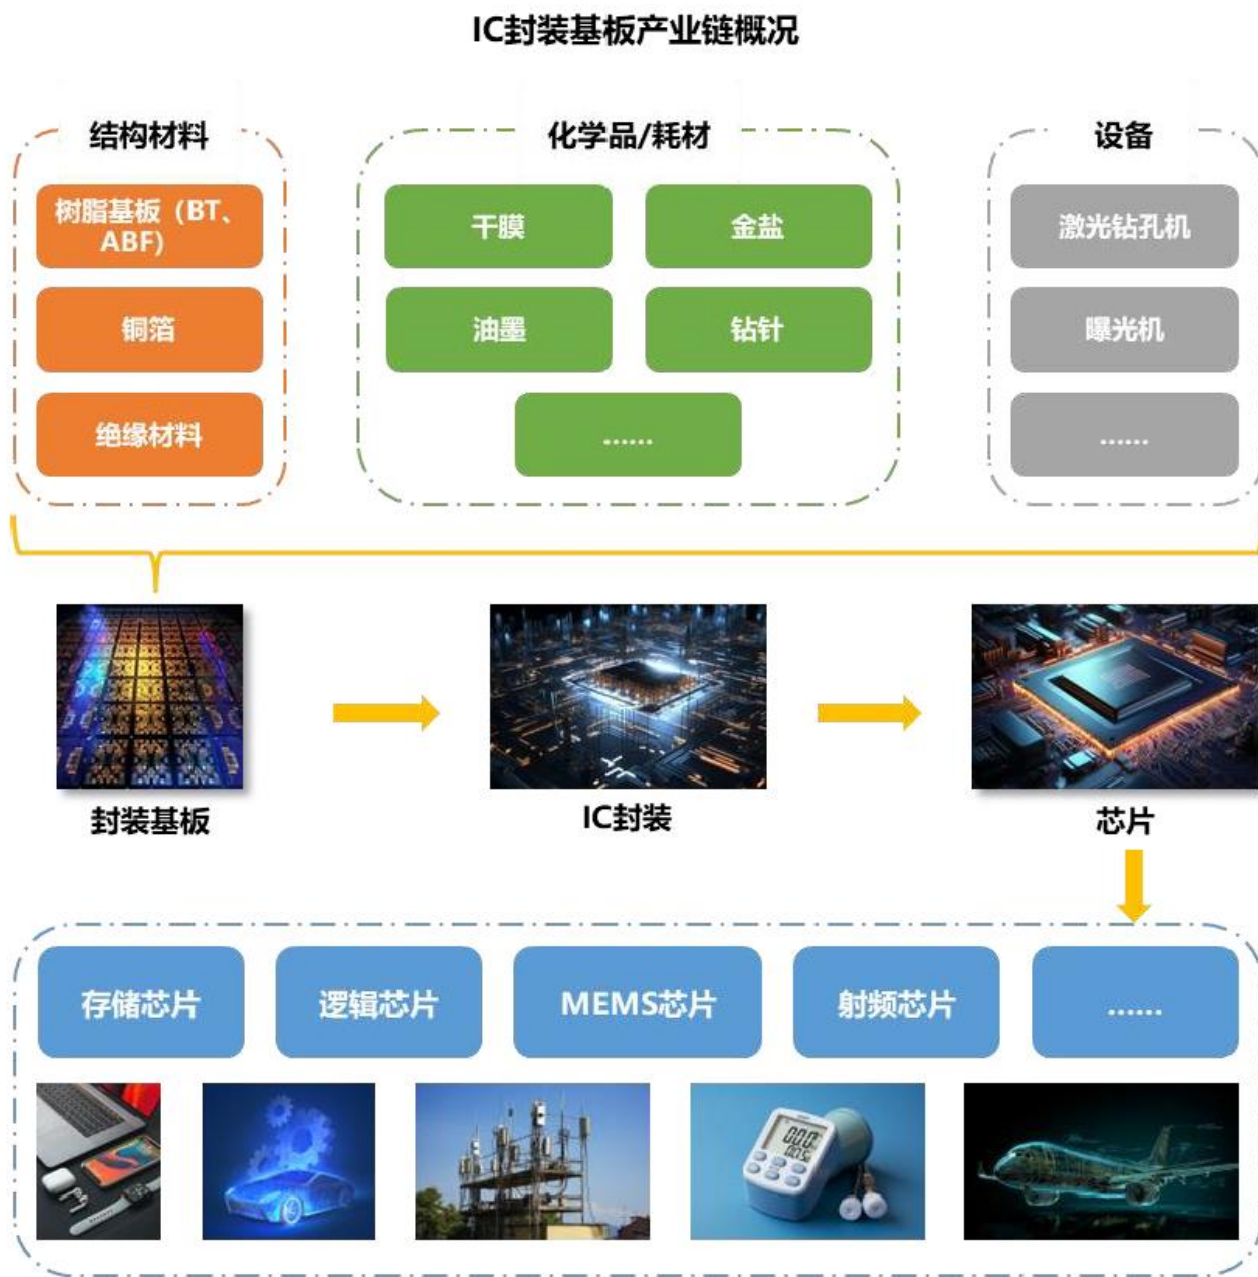 IC封装基板产业链概况
结构材料
树脂基板（BT、
ABF)
铜箔
绝缘材料
化学品/耗材
干膜
金盐
油墨
钻针
......
设备
激光钻孔机
曝光机
......
封装基板
IC封装
芯片
存储芯片
逻辑芯片
MEMS芯片
射频芯片
......